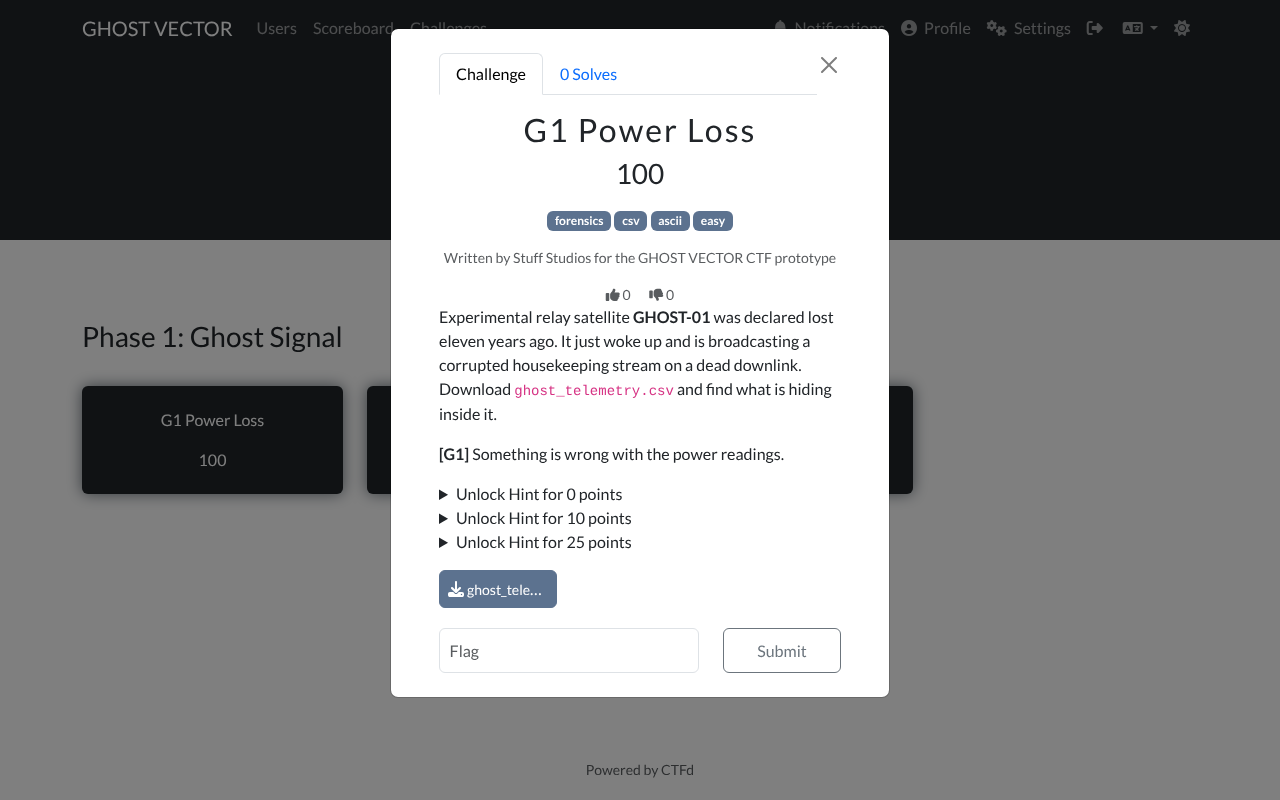 GHOST VECTOR Users Scoreboard Challenges Notifications Profile Settings
Challenge 0 Solves
G1 Power Loss
100
forensics csv ascii easy
Written by Stuff Studios for the GHOST VECTOR CTF prototype
0 0
Experimental relay satellite GHOST-01 was declared lost
eleven years ago. It just woke up and is broadcasting a
corrupted housekeeping stream on a dead downlink.
Download ghost_telemetry.csv and find what is hiding
inside it.
[G1] Something is wrong with the power readings.
Unlock Hint for 0 points
Unlock Hint for 10 points
Unlock Hint for 25 points
ghost_tele...
Flag Submit
Phase 1: Ghost Signal
G1 Power Loss
100
Powered by CTFd